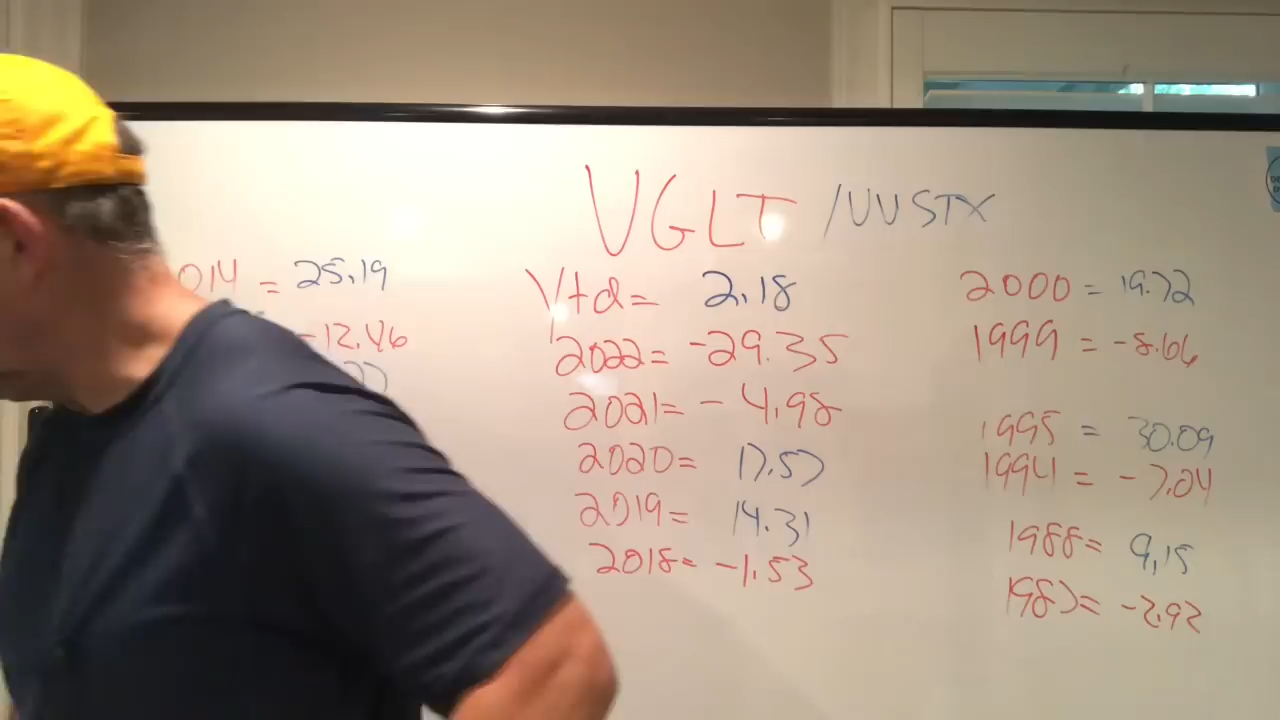 VGLT /VUSTX
014 = 25.19
-12.46
Ytd = 2.18
2022 = -29.35
2021 = -4.98
2020 = 17.57
2019 = 14.31
2018 = -1.53
2000 = 19.72
1999 = -8.66
1995 = 30.09
1994 = -7.04
1988 = 9.15
1987 = -2.92